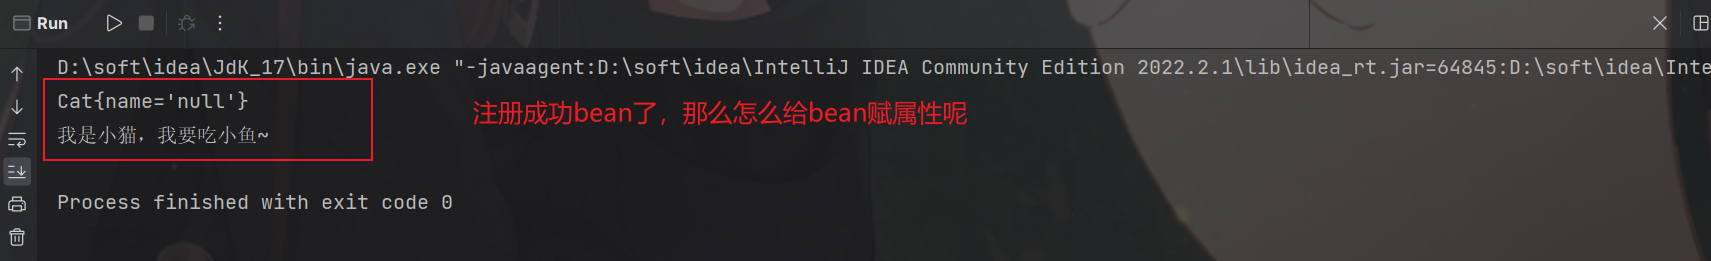 Run
D:\soft\idea\JdK_17\bin\java.exe "-javaagent:D:\soft\idea\IntelliJ IDEA Community Edition 2022.2.1\lib\idea_rt.jar=64845:D:\soft\idea\Inte
Cat{name='null'}
注册成功bean了，那么怎么给bean赋属性呢
我是小猫，我要吃小鱼~
Process finished with exit code 0